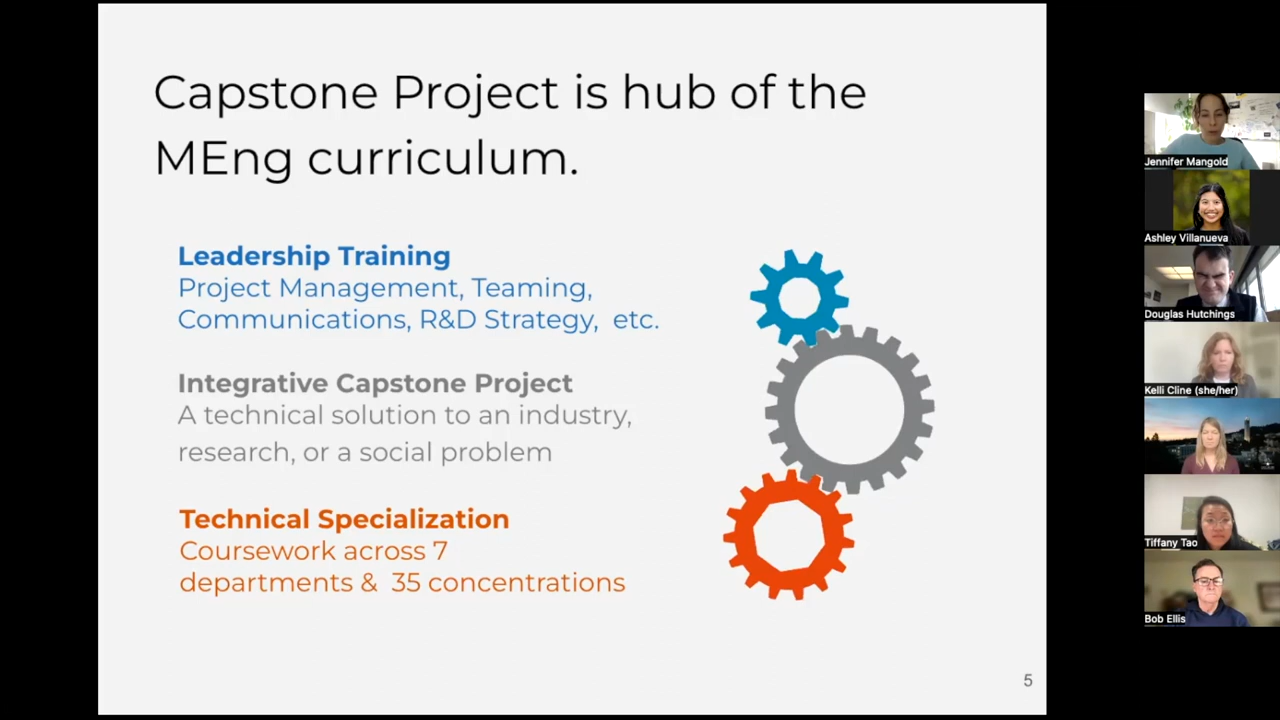 Capstone Project is hub of the
MEng curriculum.
Leadership Training
Project Management, Teaming,
Communications, R&D Strategy, etc.
Integrative Capstone Project
A technical solution to an industry,
research, or a social problem
Technical Specialization
Coursework across 7
departments & 35 concentrations
5
Jennifer Mangold
Ashley Villanueva
Douglas Hutchings
Kelli Cline (she/her)
Tiffany Tao
Bob Ellis